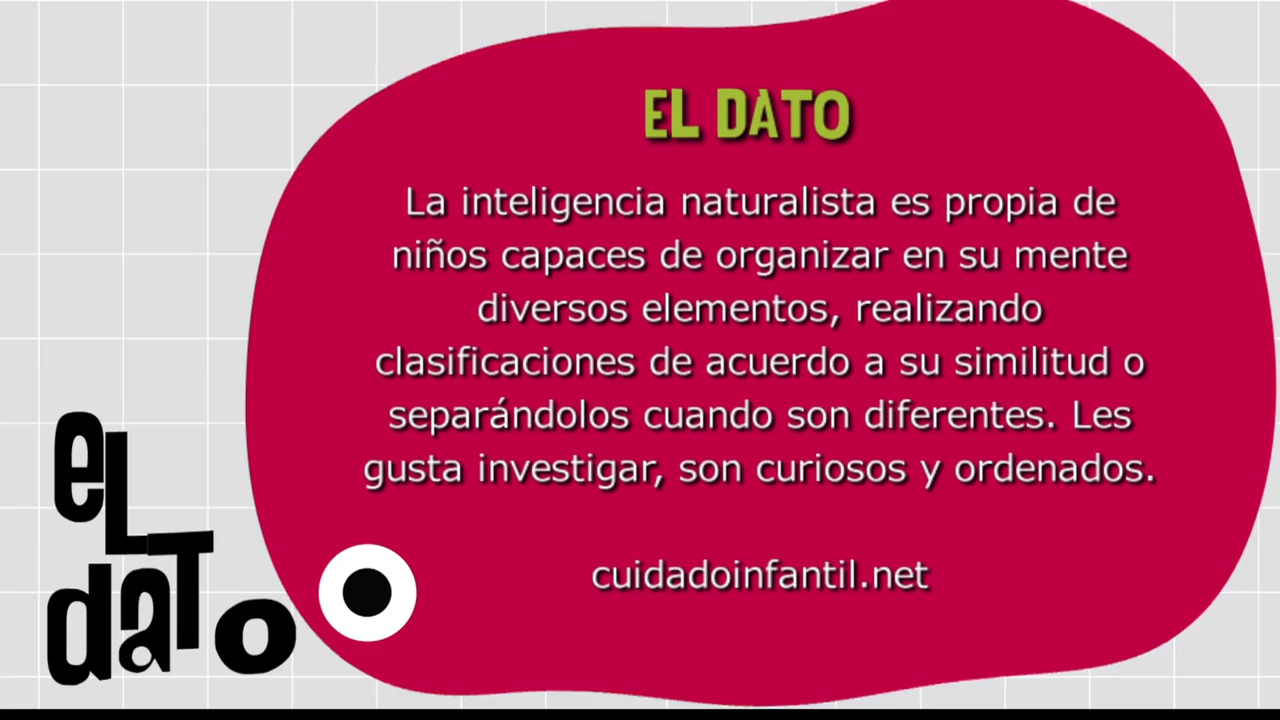 EL DATO
La inteligencia naturalista es propia de
niños capaces de organizar en su mente
diversos elementos, realizando
clasificaciones de acuerdo a su similitud o
separándolos cuando son diferentes. Les
gusta investigar, son curiosos y ordenados.
cuidadoinfantil.net
eL
daTo